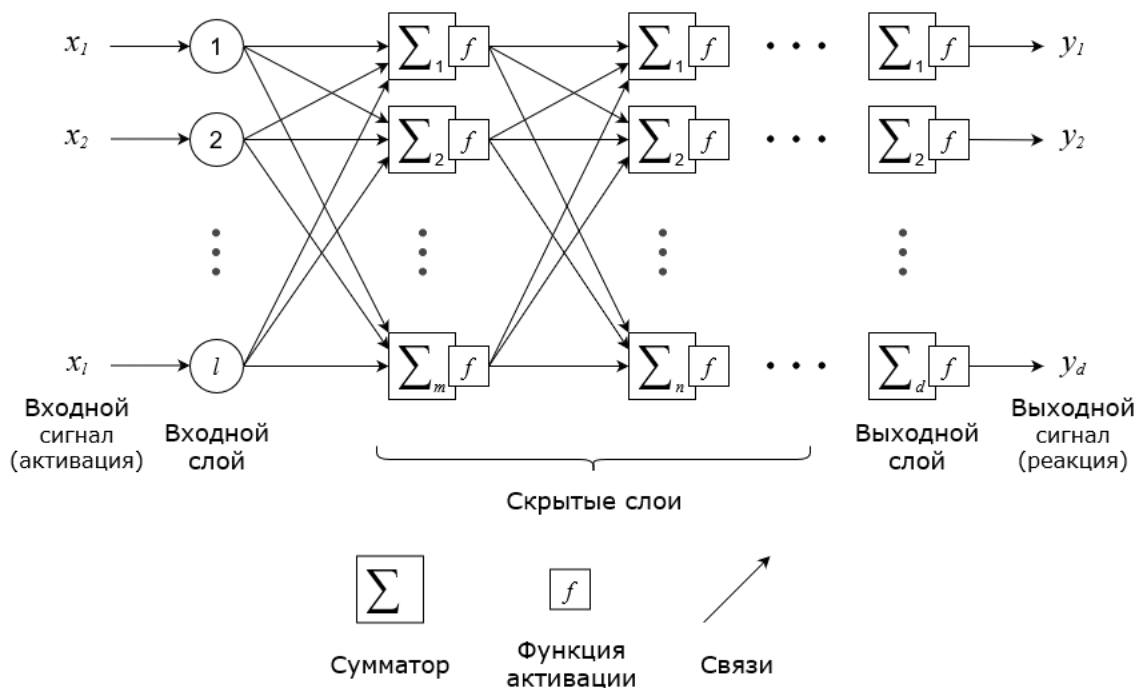 x₁ 1 ∑₁ f ∑₁ f ∑₁ f y₁
x₂ 2 ∑₂ f ∑₂ f ∑₂ f y₂
xₗ l ∑ₘ f ∑ₙ f ∑d f yd
Входной
сигнал
(активация)
Входной
слой
Скрытые слои
Выходной
слой
Выходной
сигнал
(реакция)
∑ f
Сумматор
Функция
активации
Связи